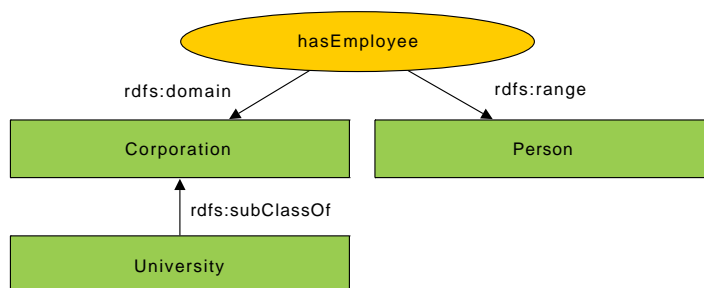 hasEmployee
rdfs:domain
rdfs:range
Corporation
Person
rdfs:subClassOf
University